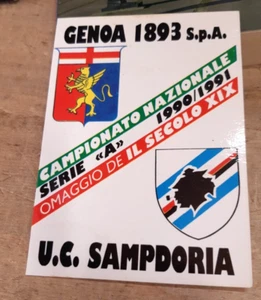 GENOA 1893 S.p.A.
CAMPIONATO NAZIONALE
SERIE «A» 1990/1991
OMAGGIO DE IL SECOLO XIX
U.C. SAMPDORIA